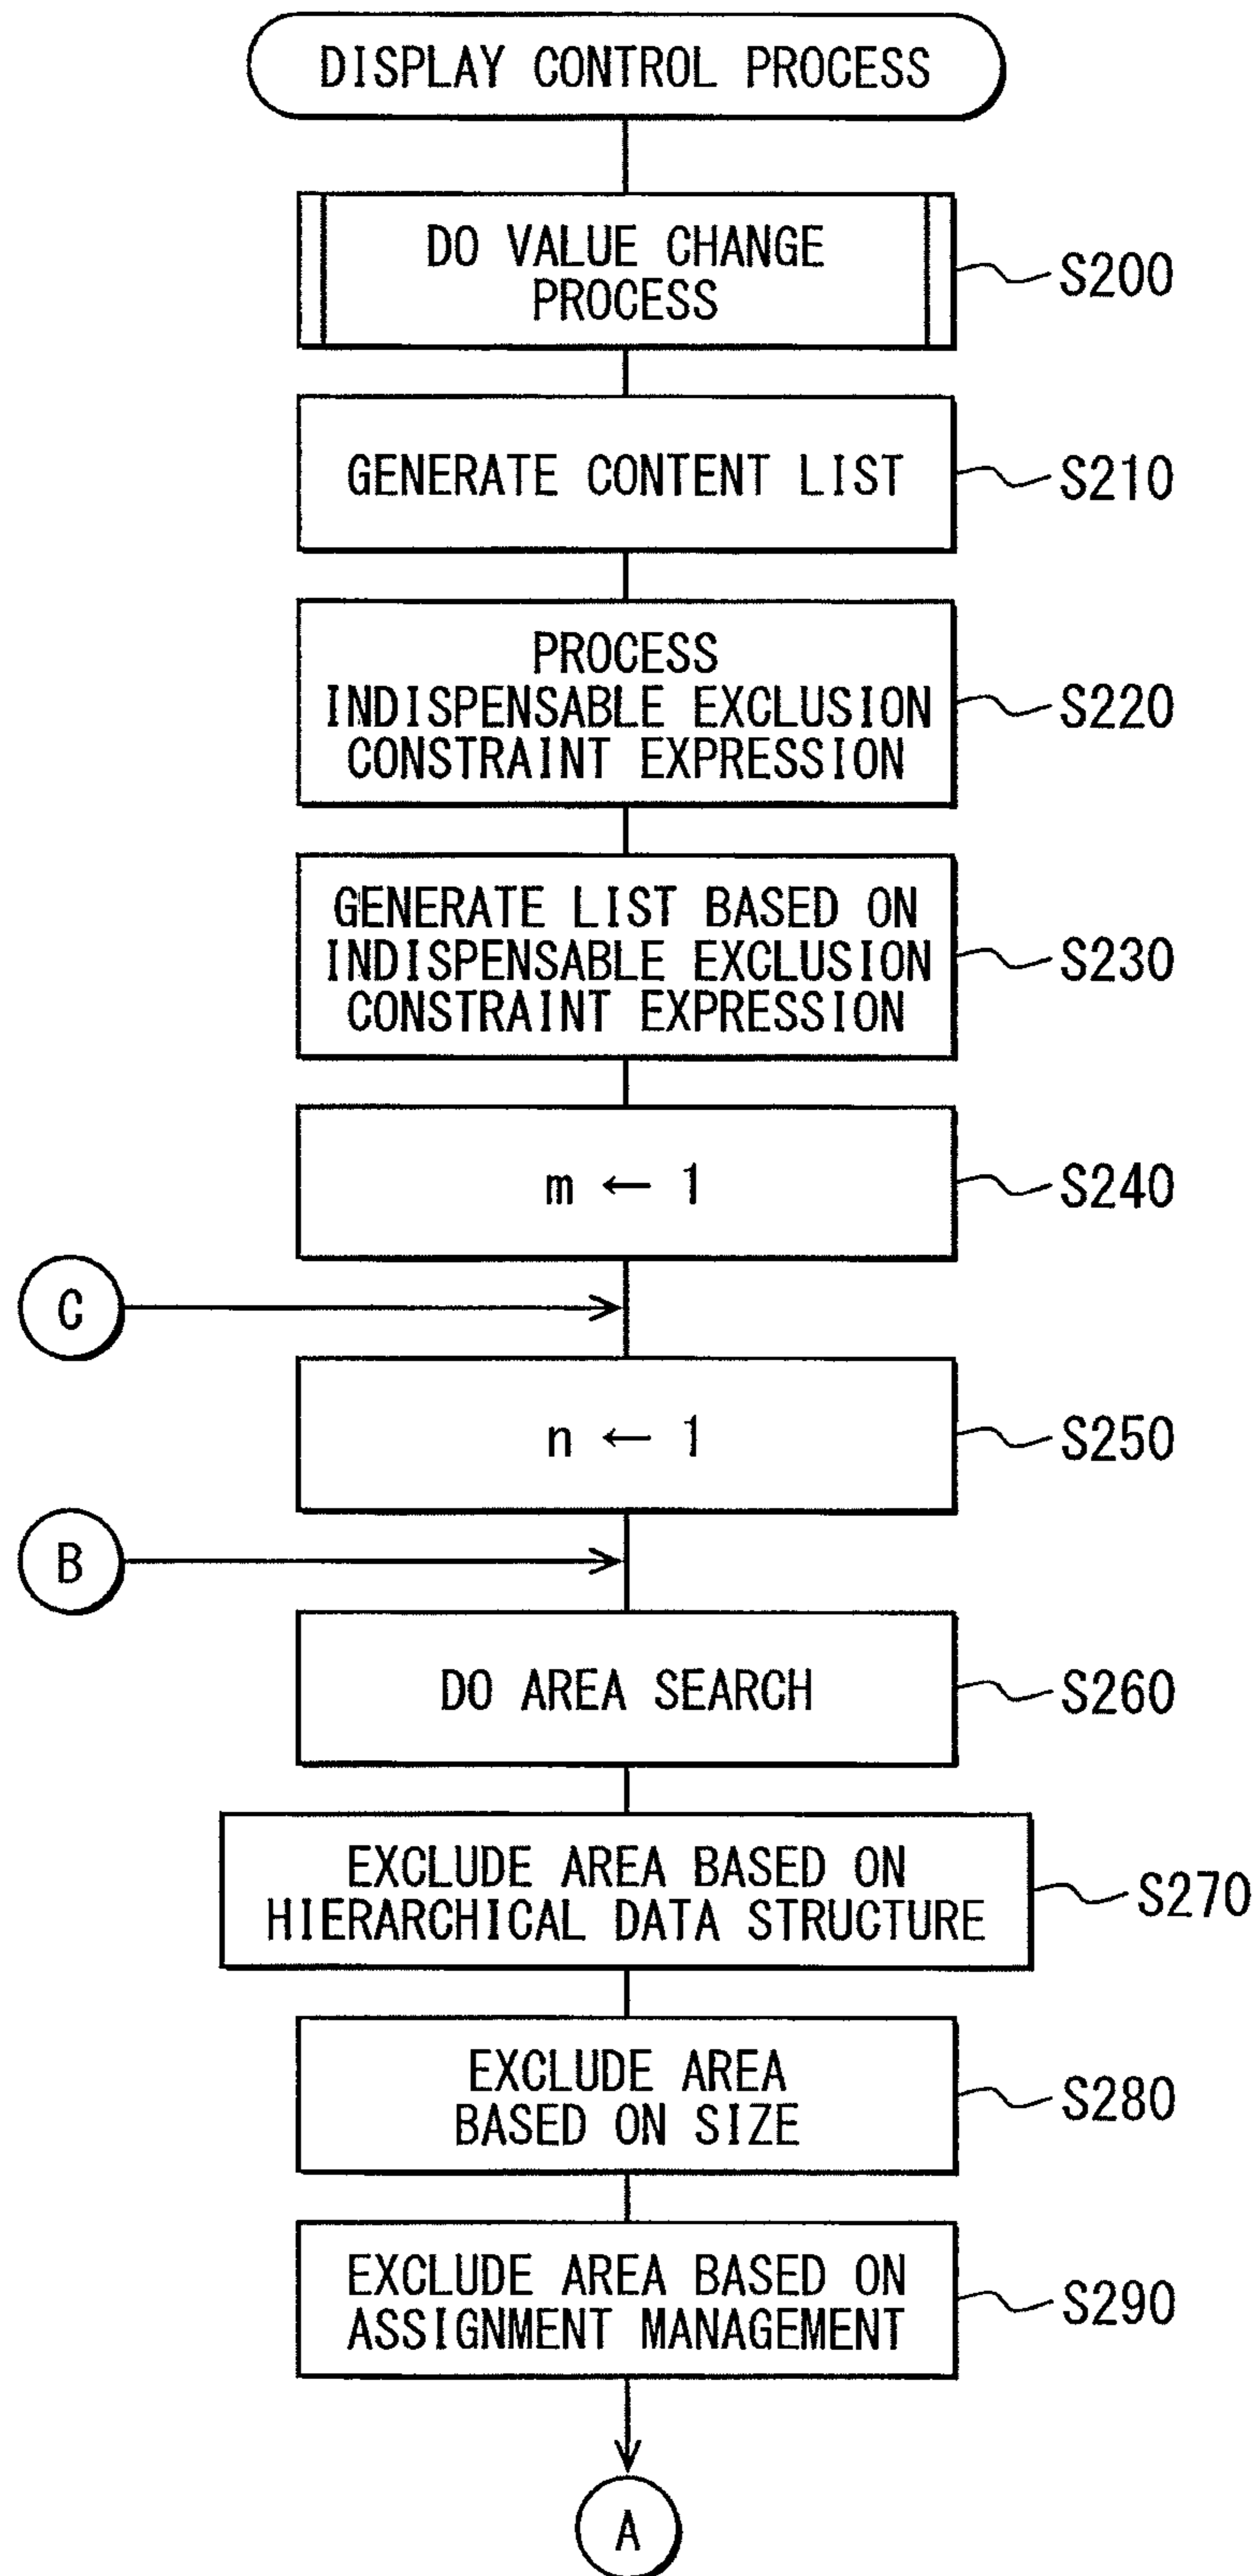 DISPLAY CONTROL PROCESS
DO VALUE CHANGE
PROCESS
S200
GENERATE CONTENT LIST
S210
PROCESS
INDISPENSABLE EXCLUSION
CONSTRAINT EXPRESSION
S220
GENERATE LIST BASED ON
INDISPENSABLE EXCLUSION
CONSTRAINT EXPRESSION
S230
m ← 1
S240
C
n ← 1
S250
B
DO AREA SEARCH
S260
EXCLUDE AREA BASED ON
HIERARCHICAL DATA STRUCTURE
S270
EXCLUDE AREA
BASED ON SIZE
S280
EXCLUDE AREA BASED ON
ASSIGNMENT MANAGEMENT
S290
A